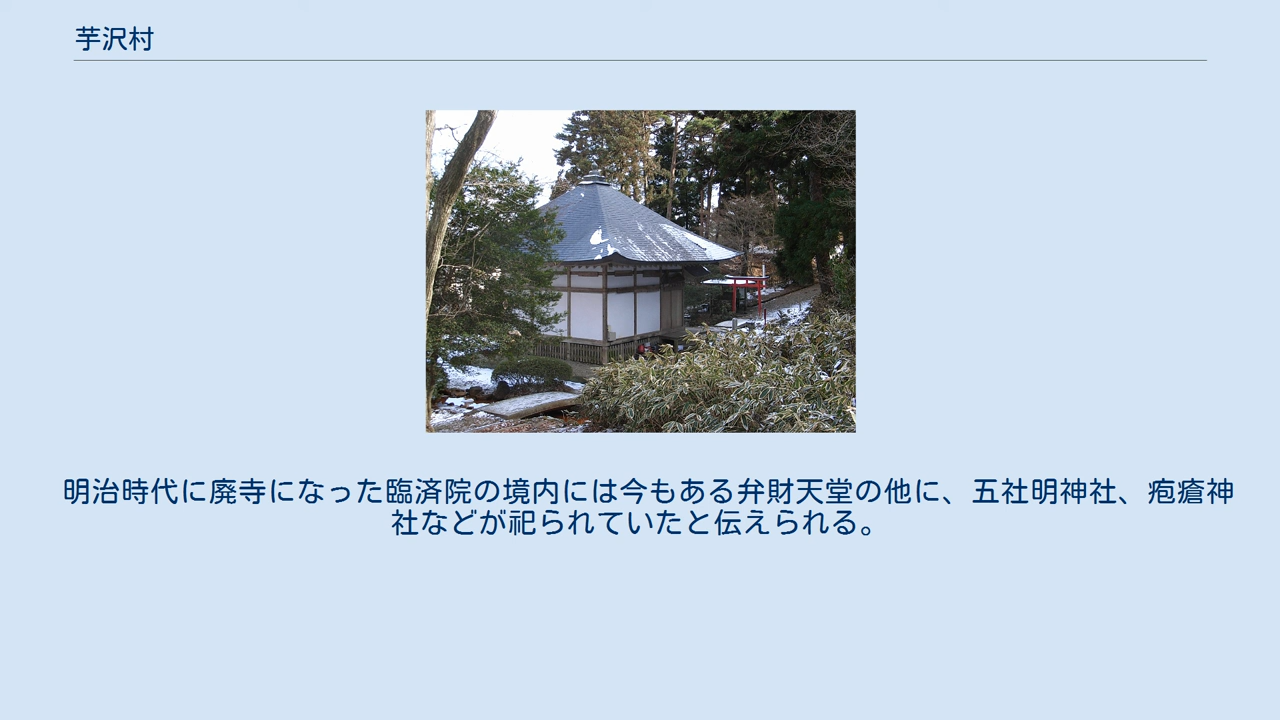 芋沢村
明治時代に廃寺になった臨済院の境内には今もある弁財天堂の他に、五社明神社、疱瘡神
社などが祀られていたと伝えられる。